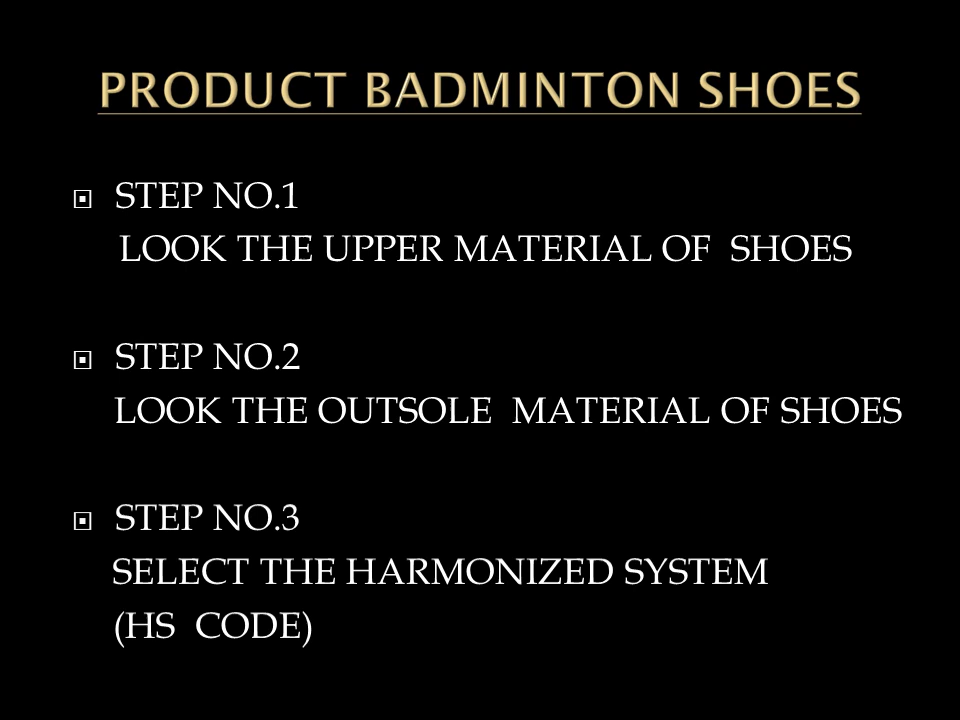 PRODUCT BADMINTON SHOES
STEP NO.1
LOOK THE UPPER MATERIAL OF SHOES
STEP NO.2
LOOK THE OUTSOLE MATERIAL OF SHOES
STEP NO.3
SELECT THE HARMONIZED SYSTEM
(HS CODE)